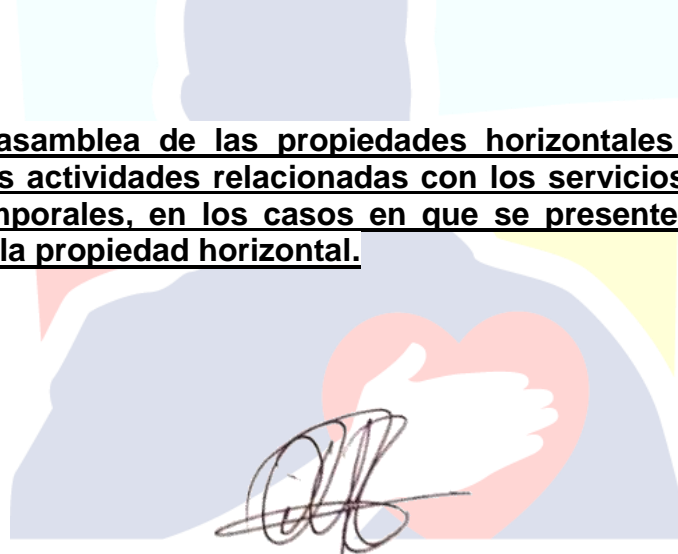 asamblea de las propiedades horizontales
s actividades relacionadas con los servicios
mporales, en los casos en que se presente
la propiedad horizontal.